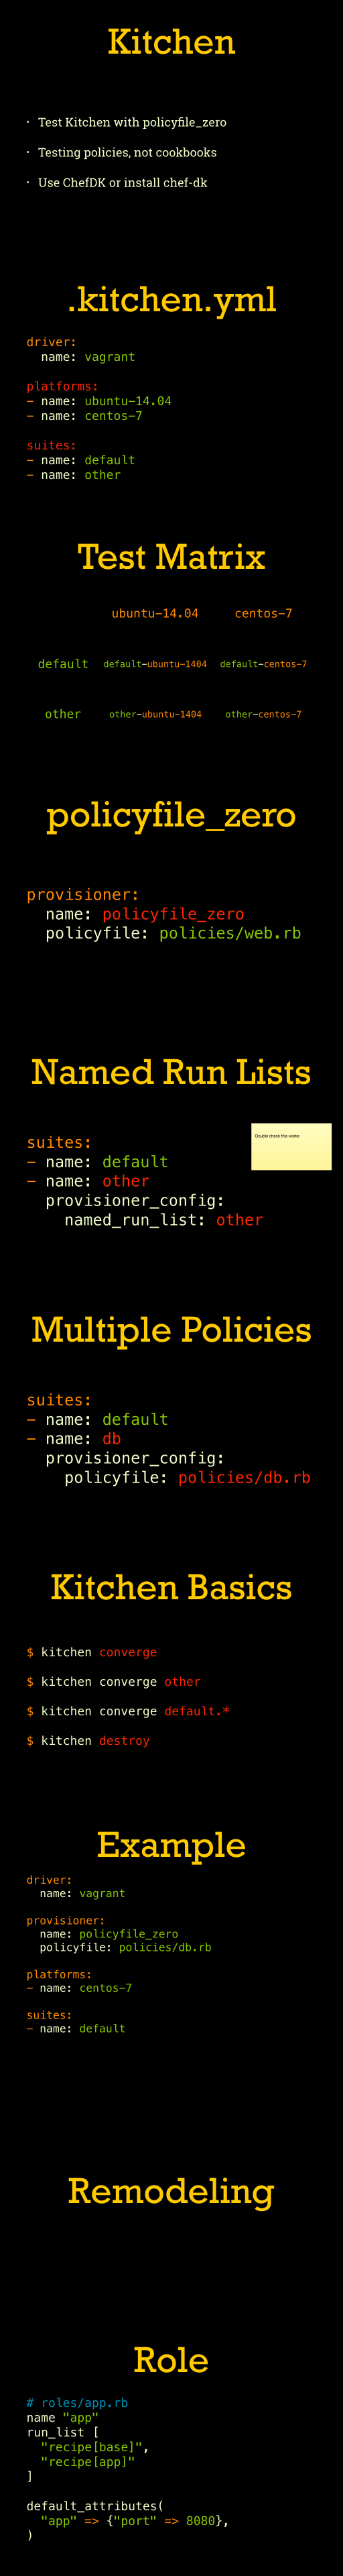 Kitchen
• Test Kitchen with policyfile_zero
• Testing policies, not cookbooks
• Use ChefDK or install chef-dk
.kitchen.yml
driver:
  name: vagrant
platforms:
- name: ubuntu-14.04
- name: centos-7
suites:
- name: default
- name: other
Test Matrix
ubuntu-14.04 centos-7
default default-ubuntu-1404 default-centos-7
other other-ubuntu-1404 other-centos-7
policyfile_zero
provisioner:
  name: policyfile_zero
  policyfile: policies/web.rb
Named Run Lists
Double check this works
suites:
- name: default
- name: other
  provisioner_config:
    named_run_list: other
Multiple Policies
suites:
- name: default
- name: db
  provisioner_config:
    policyfile: policies/db.rb
Kitchen Basics
$ kitchen converge
$ kitchen converge other
$ kitchen converge default.*
$ kitchen destroy
Example
driver:
  name: vagrant
provisioner:
  name: policyfile_zero
  policyfile: policies/db.rb
platforms:
- name: centos-7
suites:
- name: default
Remodeling
Role
# roles/app.rb
name "app"
run_list [
  "recipe[base]",
  "recipe[app]"
]
default_attributes(
  "app" => {"port" => 8080},
)